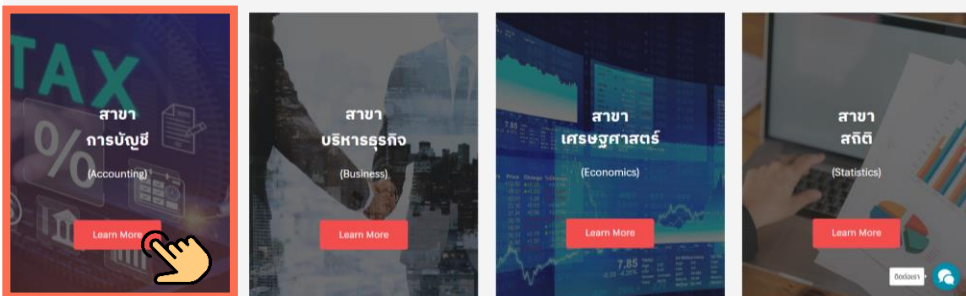 TAX
%
สาขา
การบัญชี
(Accounting)
Learn More
สาขา
บริหารธุรกิจ
(Business)
Learn More
สาขา
เศรษฐศาสตร์
(Economics)
7.85
Learn More
สาขา
สถิติ
(Statistics)
Learn More
ติดต่อเรา